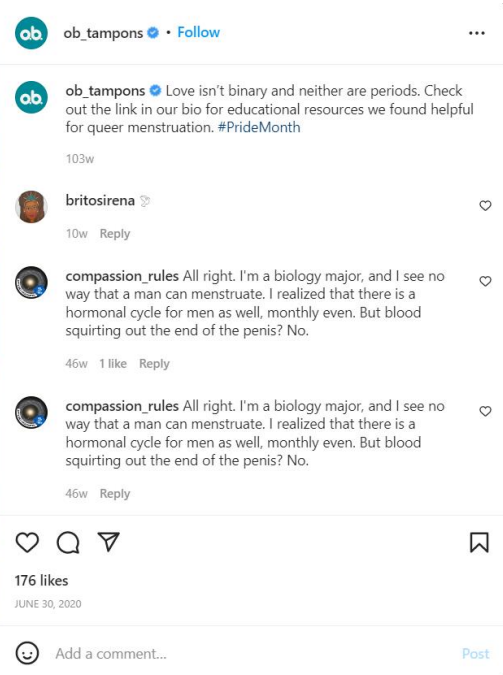 o.b.
ob_tampons • Follow
o.b.
ob_tampons Love isn't binary and neither are periods. Check
out the link in our bio for educational resources we found helpful
for queer menstruation. #PrideMonth
103w
britosirena 🕊
10w Reply
compassion_rules All right. I'm a biology major, and I see no
way that a man can menstruate. I realized that there is a
hormonal cycle for men as well, monthly even. But blood
squirting out the end of the penis? No.
46w 1 like Reply
compassion_rules All right. I'm a biology major, and I see no
way that a man can menstruate. I realized that there is a
hormonal cycle for men as well, monthly even. But blood
squirting out the end of the penis? No.
46w Reply
176 likes
JUNE 30, 2020
Add a comment... Post